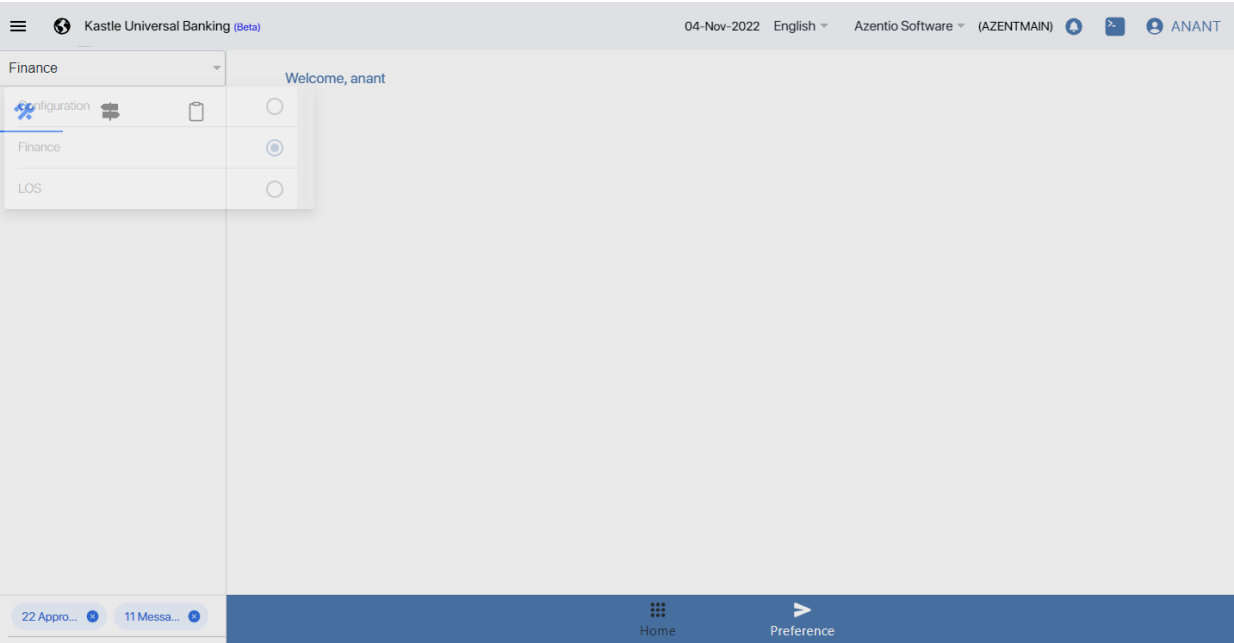 Kastle Universal Banking (Beta)
04-Nov-2022 English Azentio Software (AZENTMAIN) ANANT
Finance
Welcome, anant
Configuration
Finance
LOS
22 Appro... 11 Messa...
Home Preference